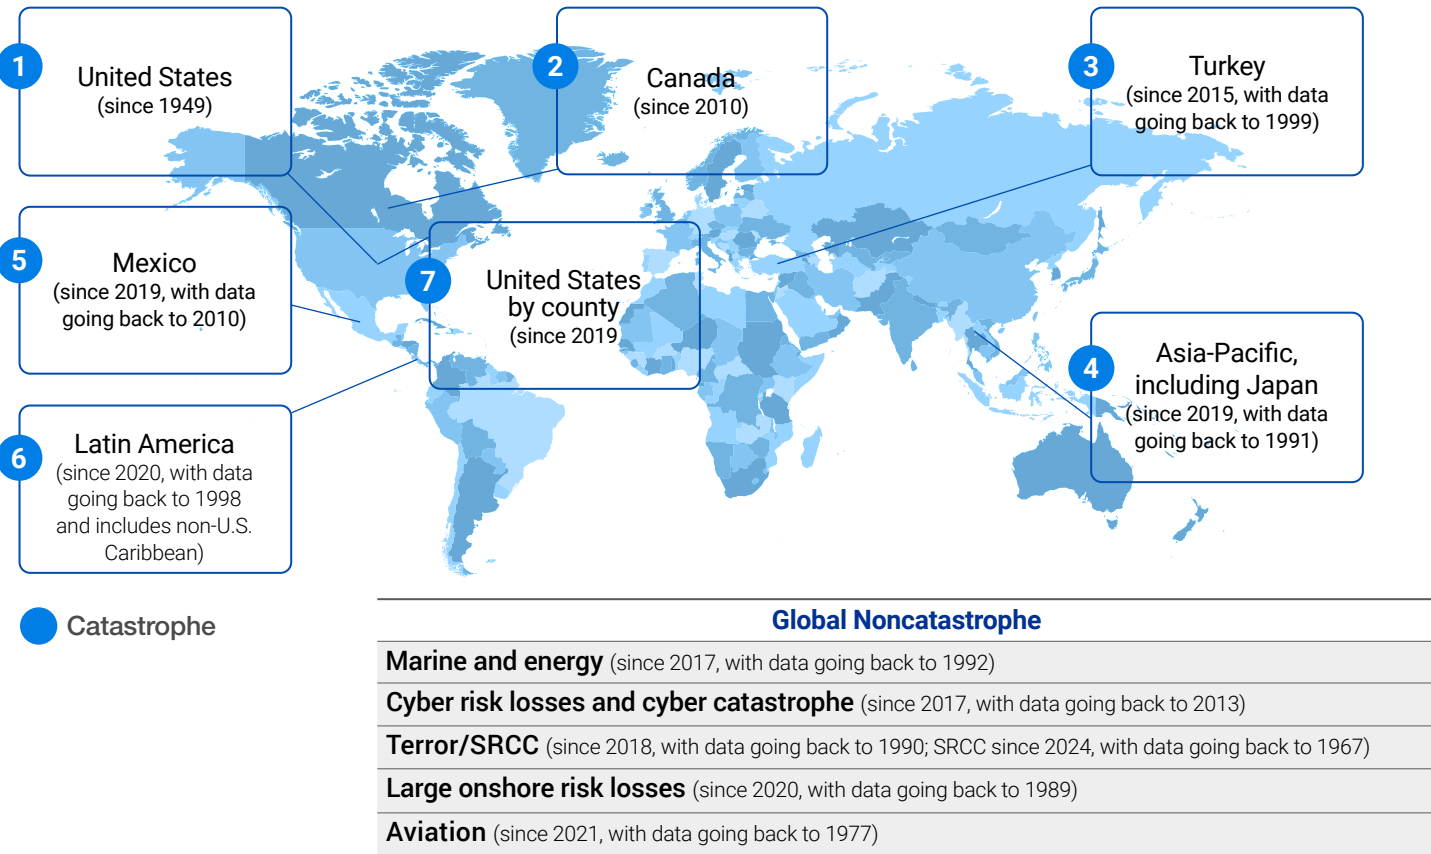 1
United States
(since 1949)
2
Canada
(since 2010)
3
Turkey
(since 2015, with data
going back to 1999)
5
Mexico
(since 2019, with data
going back to 2010)
7
United States
by county
(since 2019
4
Asia-Pacific,
including Japan
(since 2019, with data
going back to 1991)
6
Latin America
(since 2020, with data
going back to 1998
and includes non-U.S.
Caribbean)
Catastrophe
Global Noncatastrophe
Marine and energy (since 2017, with data going back to 1992)
Cyber risk losses and cyber catastrophe (since 2017, with data going back to 2013)
Terror/SRCC (since 2018, with data going back to 1990; SRCC since 2024, with data going back to 1967)
Large onshore risk losses (since 2020, with data going back to 1989)
Aviation (since 2021, with data going back to 1977)